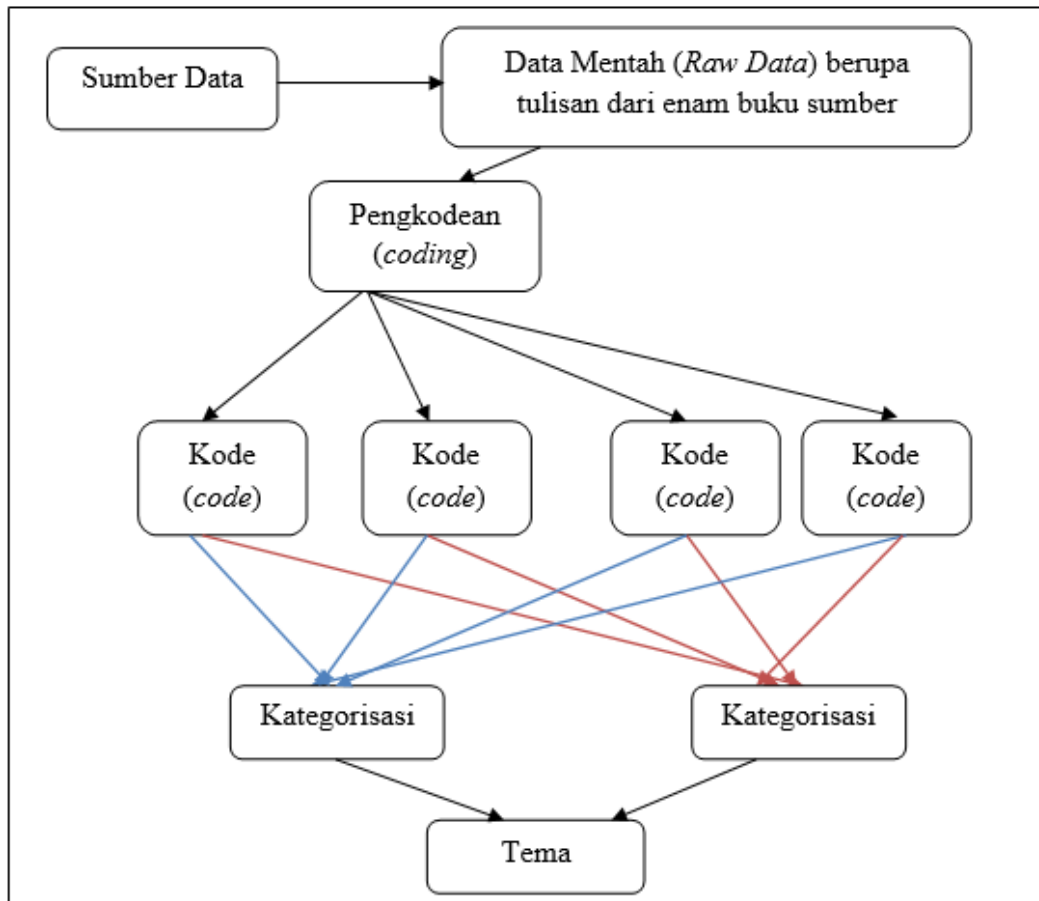 Sumber Data
Data Mentah (Raw Data) berupa
tulisan dari enam buku sumber
Pengkodean
(coding)
Kode
(code)
Kode
(code)
Kode
(code)
Kode
(code)
Kategorisasi
Kategorisasi
Tema